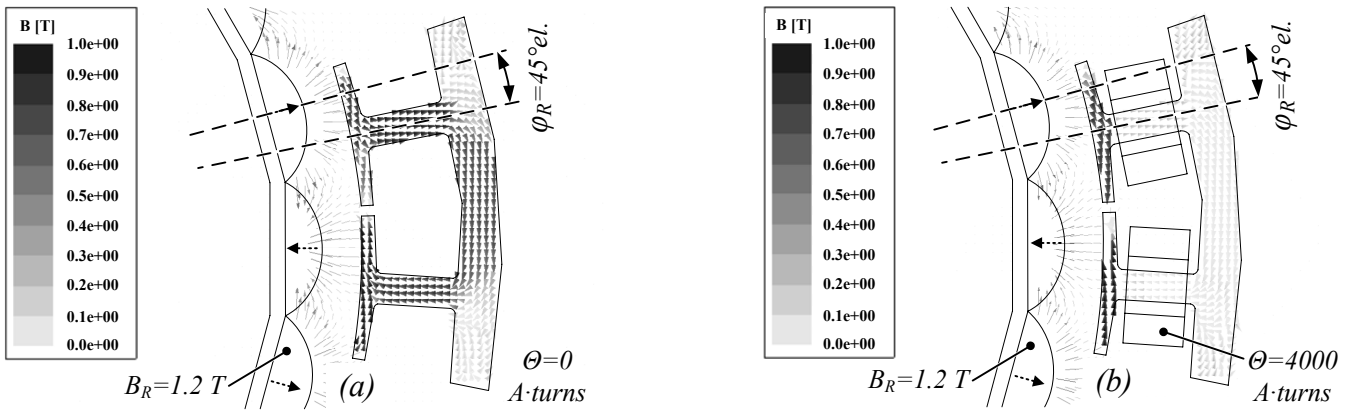 B [T]
1.0e+00
0.9e+00
0.8e+00
0.7e+00
0.6e+00
0.5e+00
0.4e+00
0.3e+00
0.2e+00
0.1e+00
0.0e+00
φR=45°el.
BR=1.2 T
(a)
Θ=0
A·turns
B [T]
1.0e+00
0.9e+00
0.8e+00
0.7e+00
0.6e+00
0.5e+00
0.4e+00
0.3e+00
0.2e+00
0.1e+00
0.0e+00
φR=45°el.
BR=1.2 T
(b)
Θ=4000
A·turns